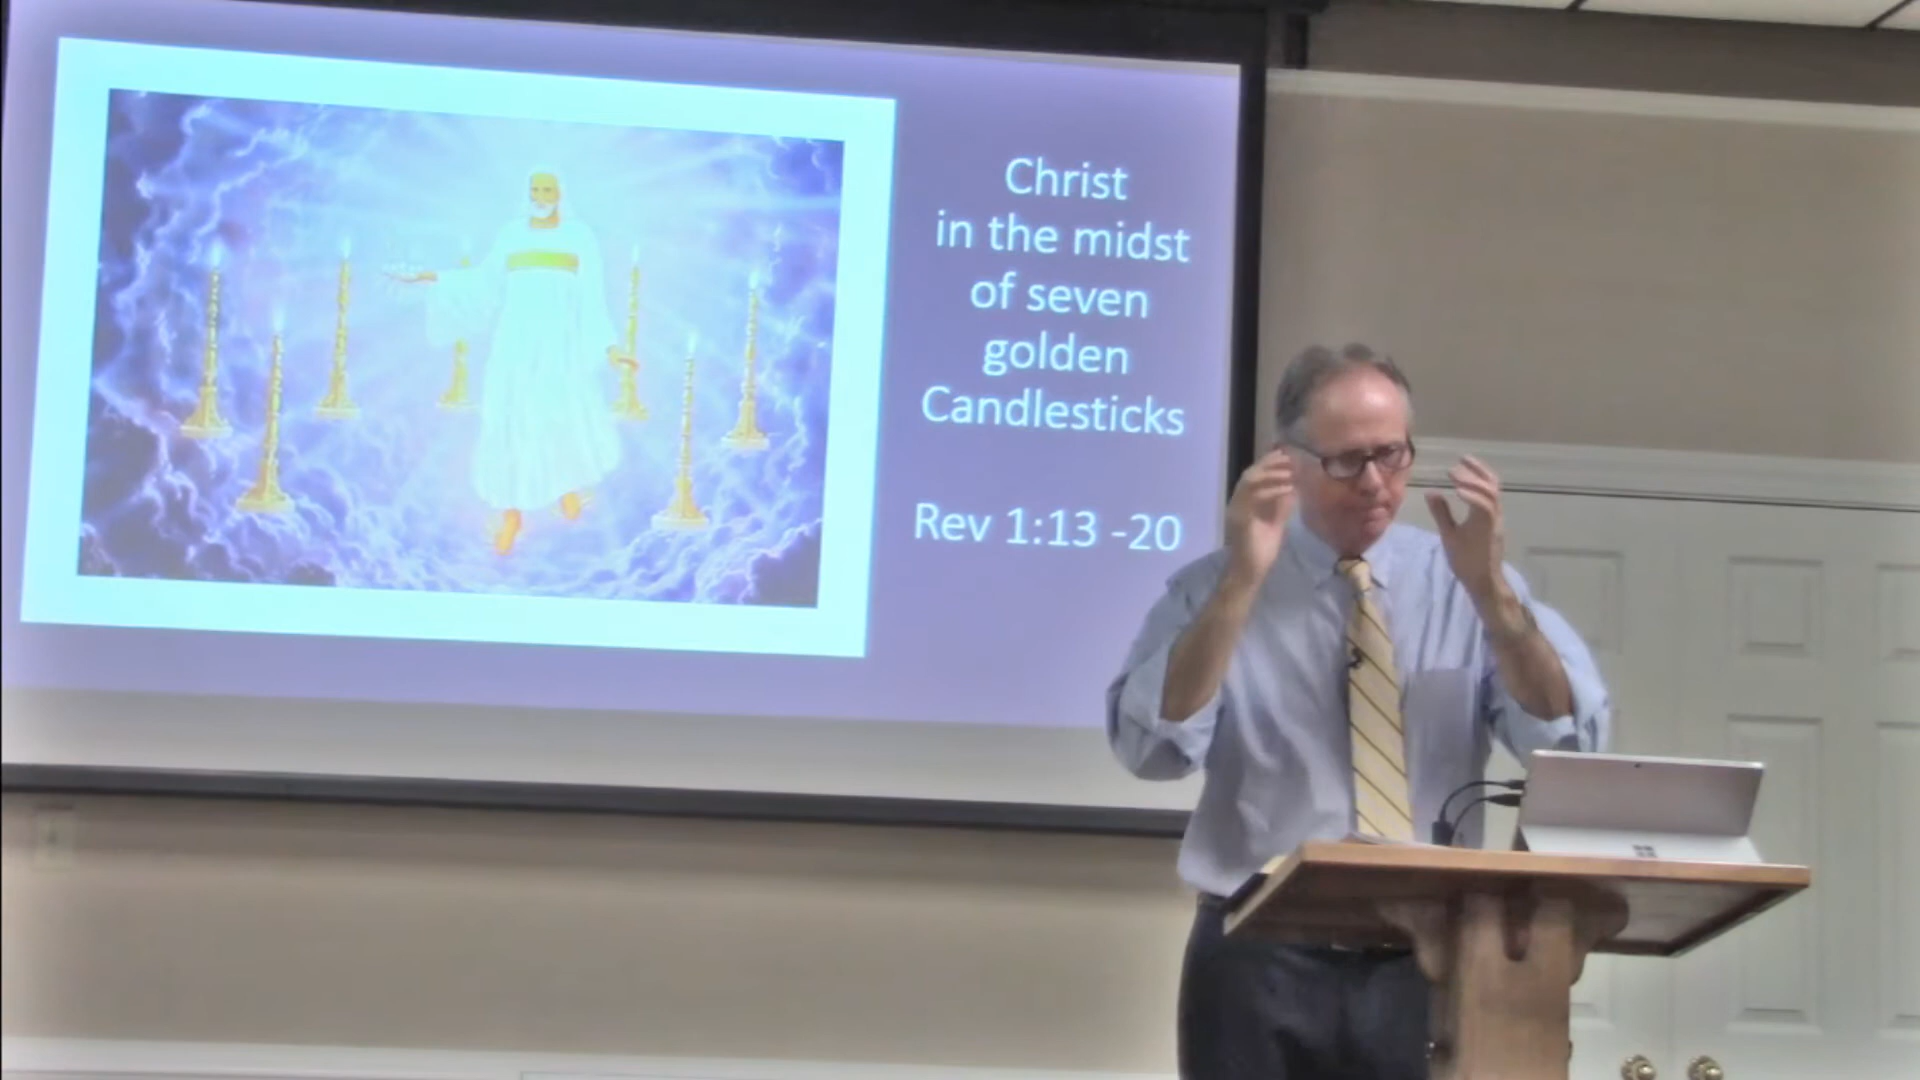 Christ
in the midst
of seven
golden
Candlesticks
Rev 1:13 -20